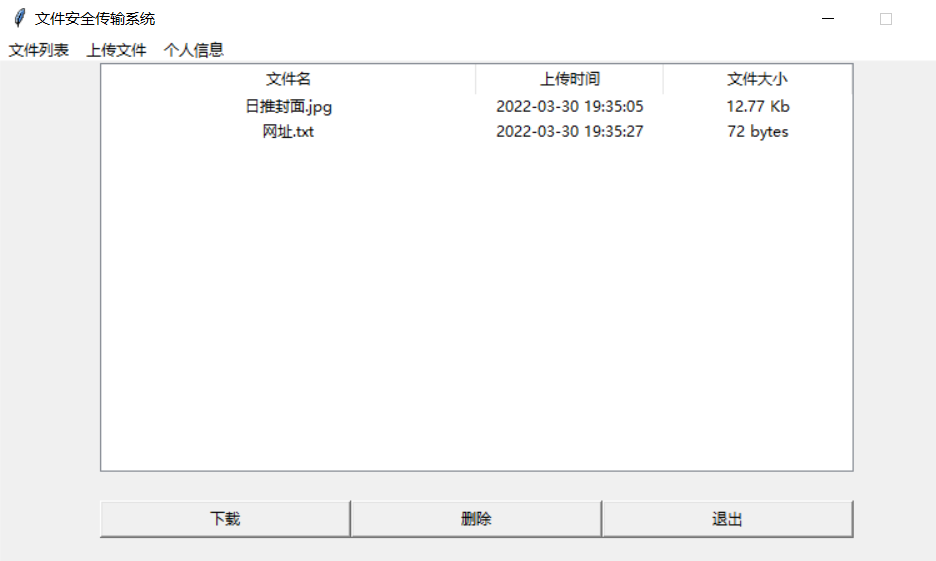 文件安全传输系统
文件列表 上传文件 个人信息
文件名 上传时间 文件大小
日推封面.jpg 2022-03-30 19:35:05 12.77 Kb
网址.txt 2022-03-30 19:35:27 72 bytes
下载 删除 退出